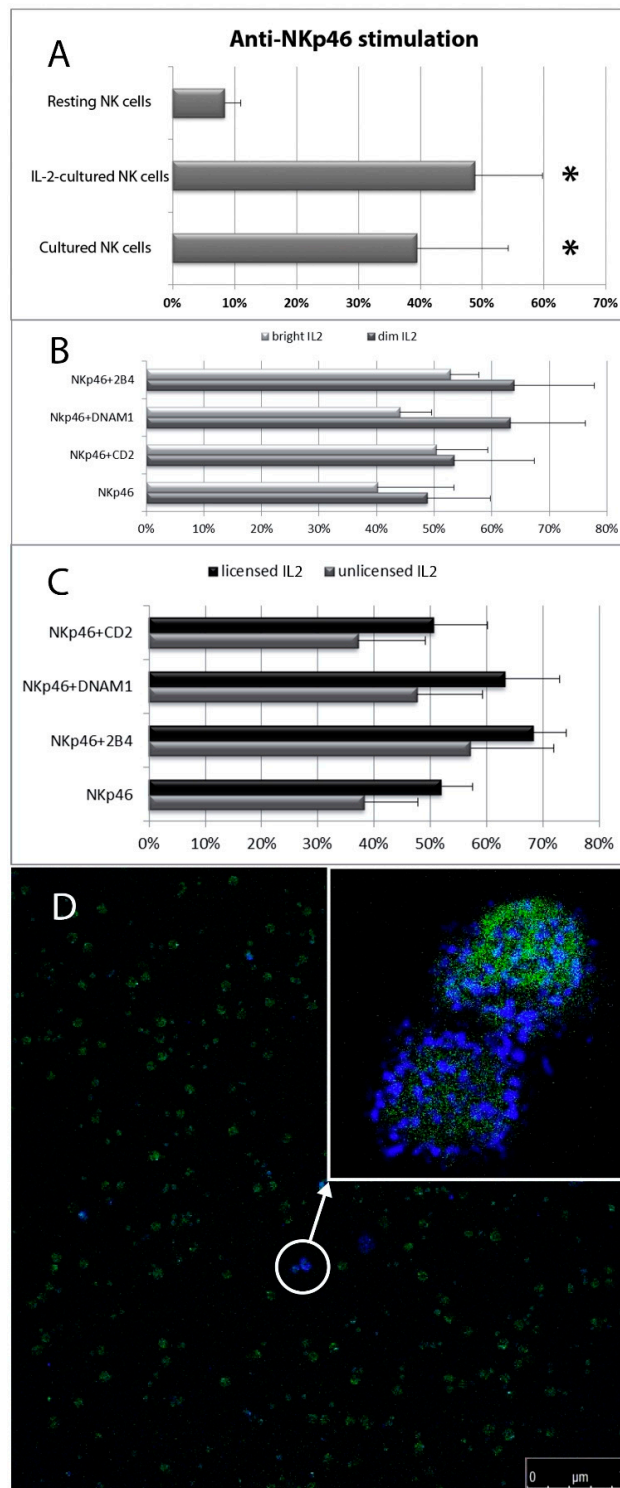 A
Anti-NKp46 stimulation
Resting NK cells
IL-2-cultured NK cells
*
Cultured NK cells
*
0% 10% 20% 30% 40% 50% 60% 70%
B
bright IL2 dim IL2
NKp46+2B4
Nkp46+DNAM1
NKp46+CD2
NKp46
0% 10% 20% 30% 40% 50% 60% 70% 80%
C
licensed IL2 unlicensed IL2
NKp46+CD2
NKp46+DNAM1
NKp46+2B4
NKp46
0% 10% 20% 30% 40% 50% 60% 70% 80%
D
0 µm